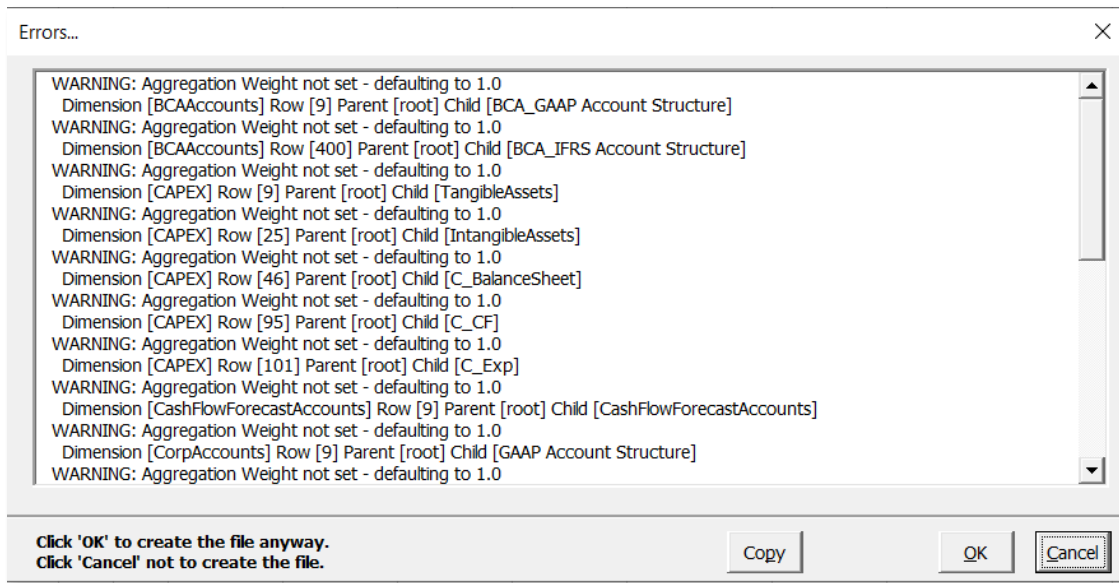 Errors...
WARNING: Aggregation Weight not set - defaulting to 1.0
Dimension [BCAAccounts] Row [9] Parent [root] Child [BCA_GAAP Account Structure]
WARNING: Aggregation Weight not set - defaulting to 1.0
Dimension [BCAAccounts] Row [400] Parent [root] Child [BCA_IFRS Account Structure]
WARNING: Aggregation Weight not set - defaulting to 1.0
Dimension [CAPEX] Row [9] Parent [root] Child [TangibleAssets]
WARNING: Aggregation Weight not set - defaulting to 1.0
Dimension [CAPEX] Row [25] Parent [root] Child [IntangibleAssets]
WARNING: Aggregation Weight not set - defaulting to 1.0
Dimension [CAPEX] Row [46] Parent [root] Child [C_BalanceSheet]
WARNING: Aggregation Weight not set - defaulting to 1.0
Dimension [CAPEX] Row [95] Parent [root] Child [C_CF]
WARNING: Aggregation Weight not set - defaulting to 1.0
Dimension [CAPEX] Row [101] Parent [root] Child [C_Exp]
WARNING: Aggregation Weight not set - defaulting to 1.0
Dimension [CashFlowForecastAccounts] Row [9] Parent [root] Child [CashFlowForecastAccounts]
WARNING: Aggregation Weight not set - defaulting to 1.0
Dimension [CorpAccounts] Row [9] Parent [root] Child [GAAP Account Structure]
WARNING: Aggregation Weight not set - defaulting to 1.0
Click 'OK' to create the file anyway.
Click 'Cancel' not to create the file.
Copy
OK
Cancel